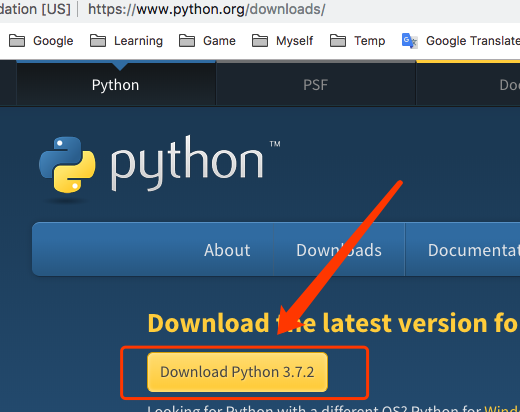 dation [US] | https://www.python.org/downloads/
Google Learning Game Myself Temp Google Translate
Python PSF Doc
python™
About Downloads Documentat
Download the latest version fo
Download Python 3.7.2
Looking for Python with a different OS? Python for Wind